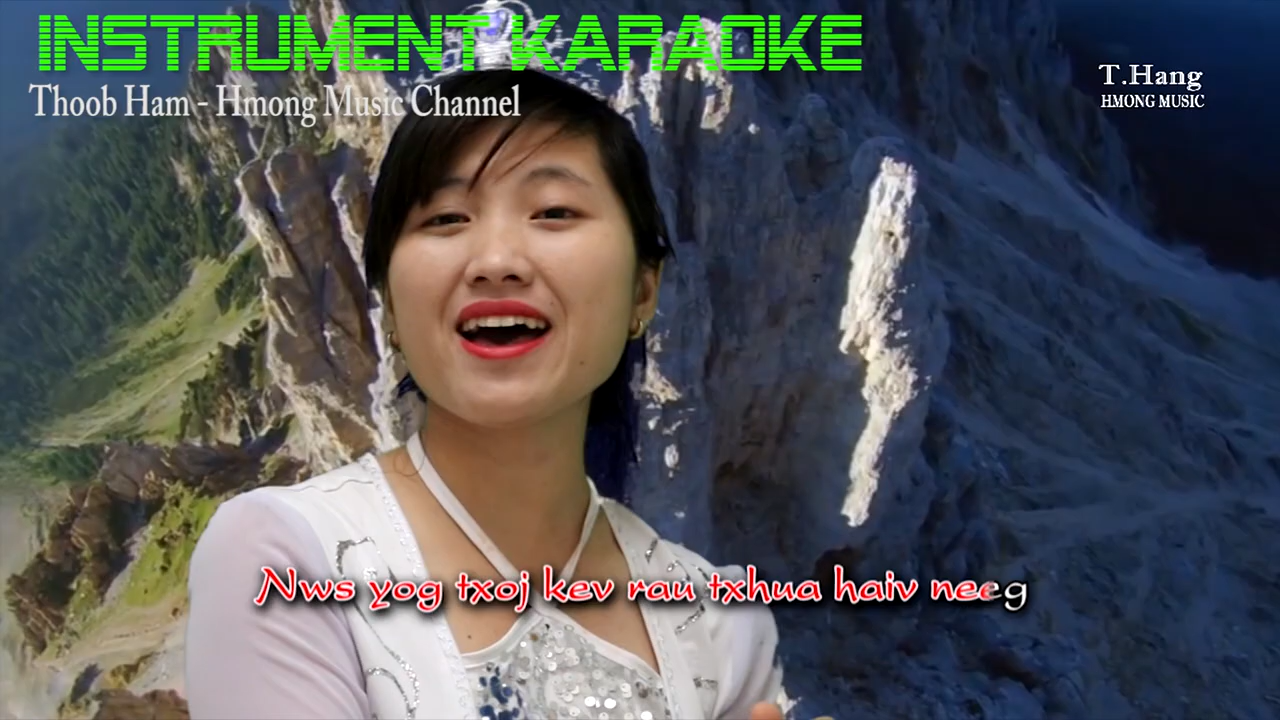 INSTRUMENT KARAOKE
Thoob Ham - Hmong Music Channel
T.Hang
HMONG MUSIC
Nws yog txoj kev rau txhua haiv neeg